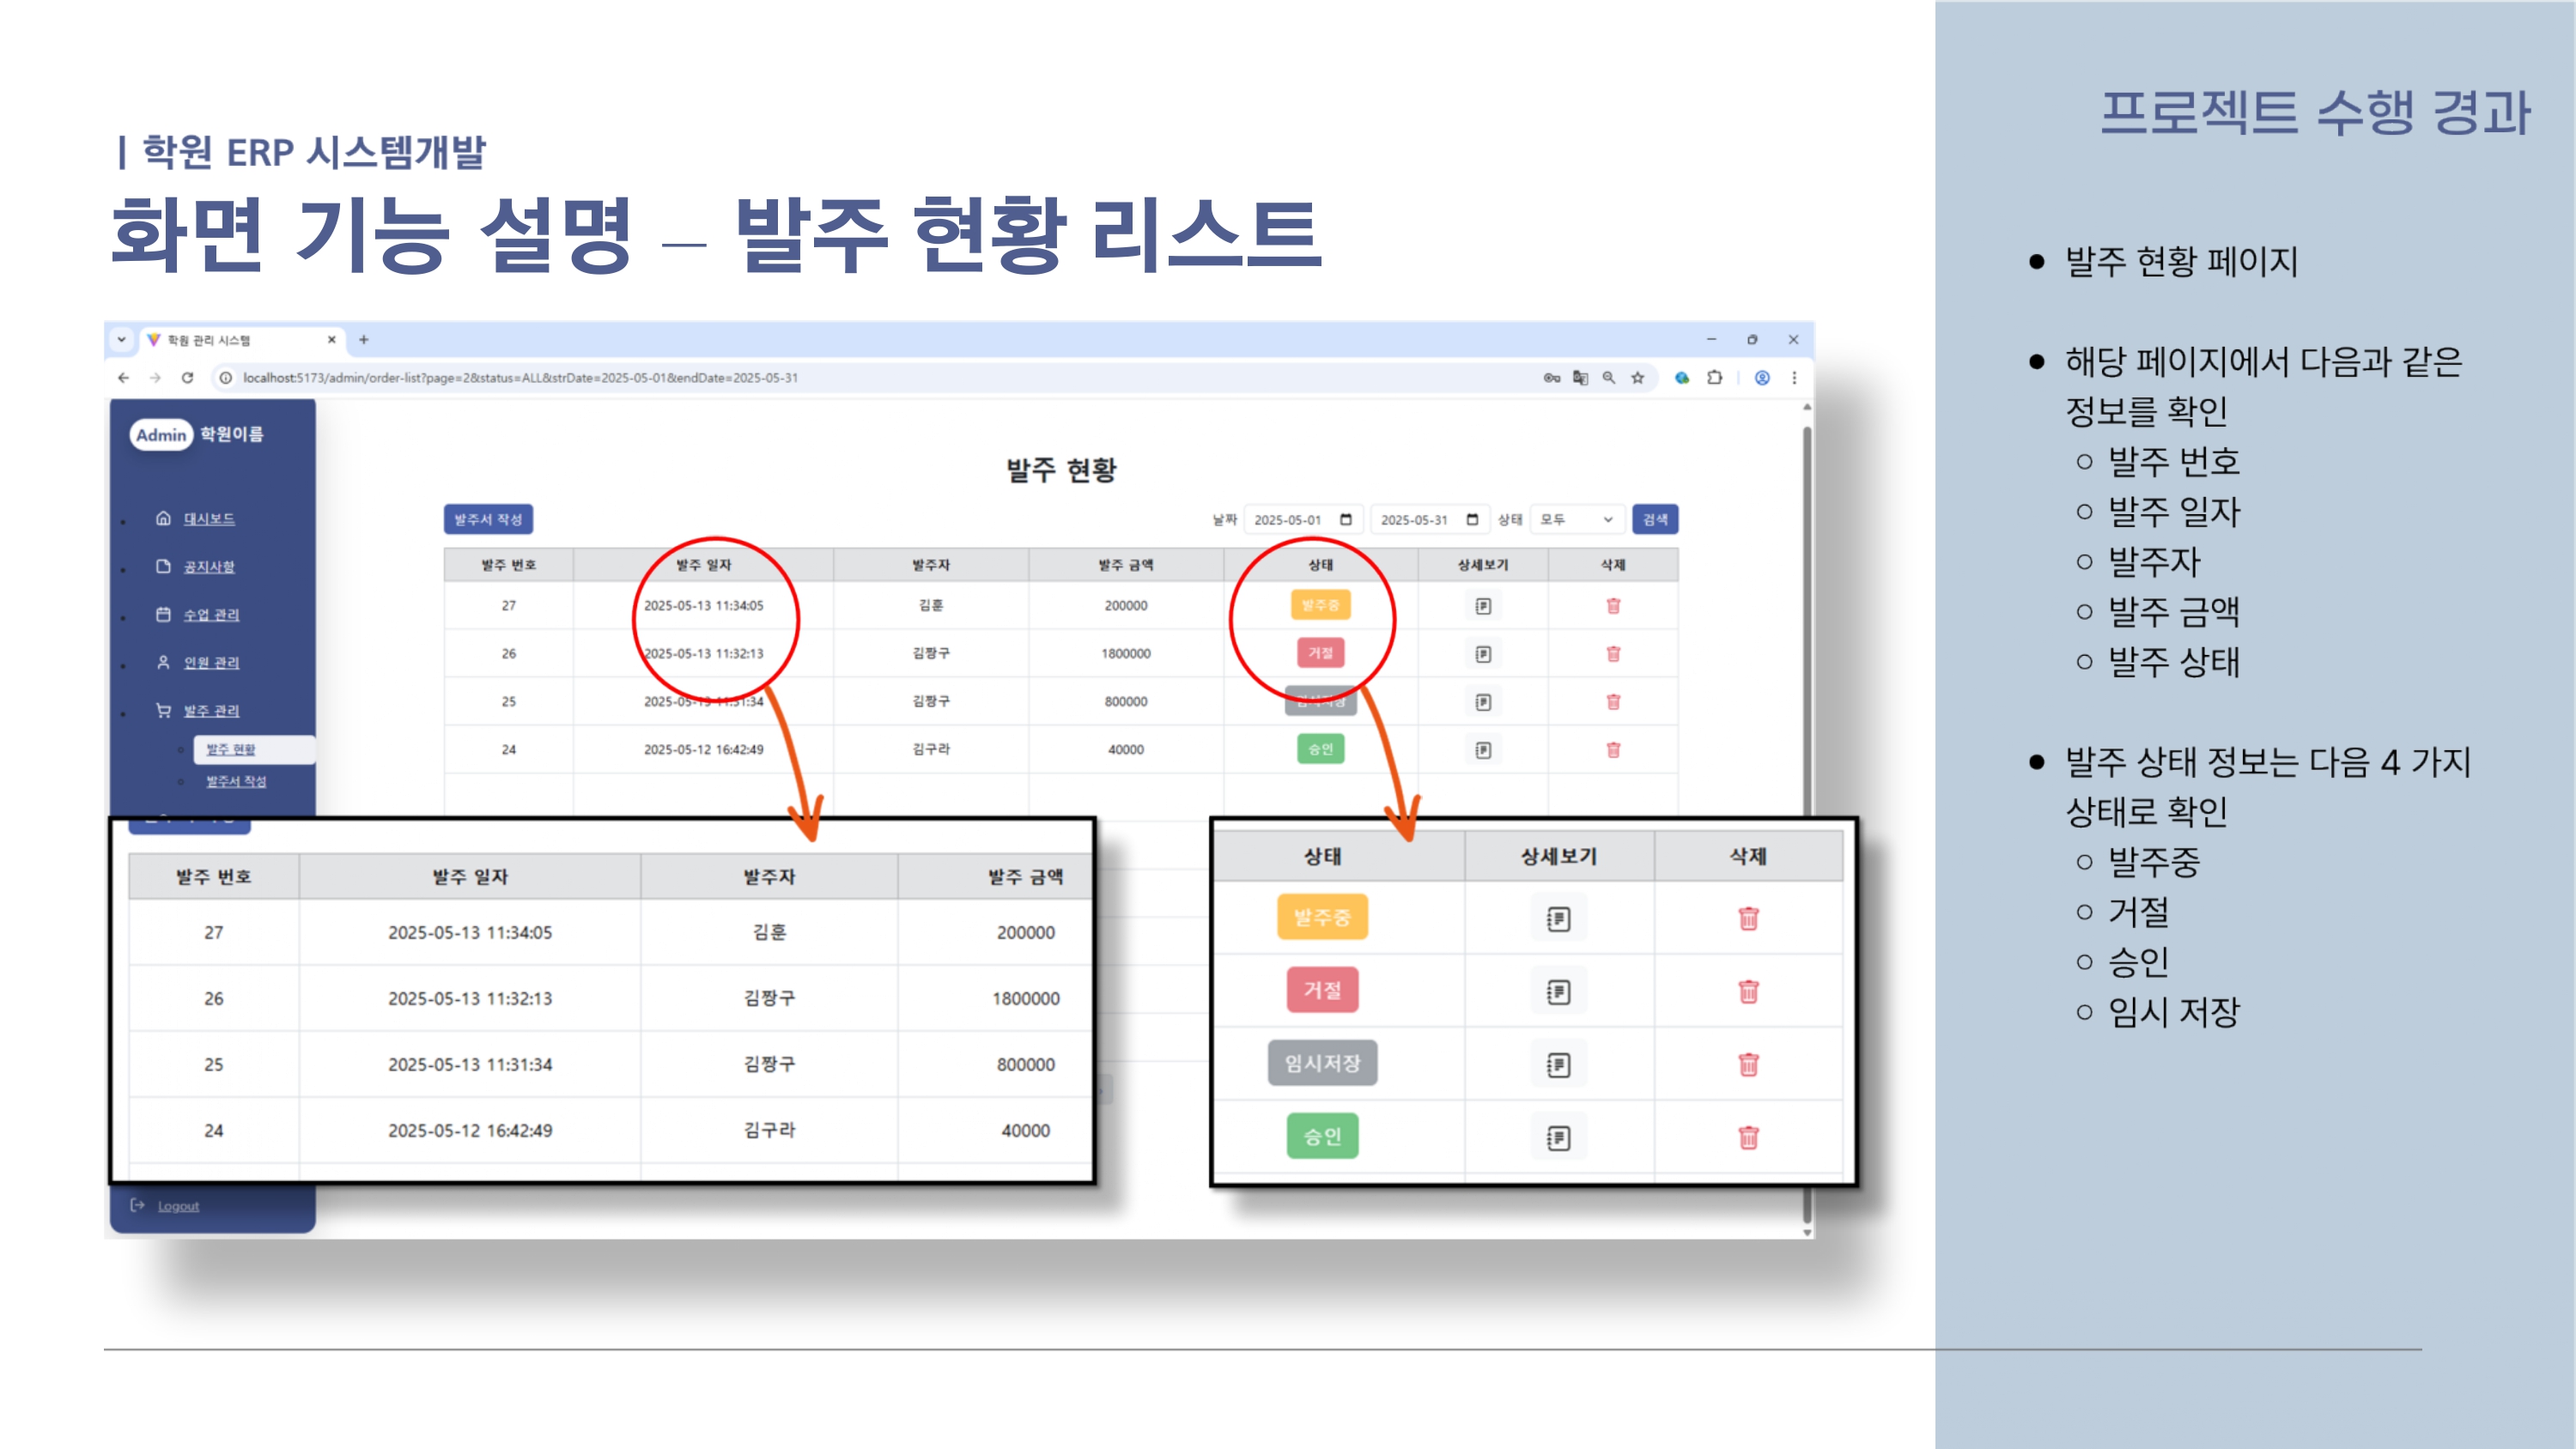 | 학원 ERP 시스템개발
화면 기능 설명 – 발주 현황 리스트
학원 관리 시스템
localhost:5173/admin/order-list?page=2&status=ALL&strDate=2025-05-01&endDate=2025-05-31
Admin 학원이름
대시보드
공지사항
수업 관리
인원 관리
발주 관리
발주 현황
발주서 작성
Logout
발주 현황
발주서 작성 날짜 2025-05-01 2025-05-31 상태 모두 검색
발주 번호 발주 일자 발주자 발주 금액 상태 상세보기 삭제
27 2025-05-13 11:34:05 김훈 200000 발주중
26 2025-05-13 11:32:13 김짱구 1800000 거절
25 2025-05-13 11:31:34 김짱구 800000 임시저장
24 2025-05-12 16:42:49 김구라 40000 승인
발주 번호 발주 일자 발주자 발주 금액
27 2025-05-13 11:34:05 김훈 200000
26 2025-05-13 11:32:13 김짱구 1800000
25 2025-05-13 11:31:34 김짱구 800000
24 2025-05-12 16:42:49 김구라 40000
상태 상세보기 삭제
발주중
거절
임시저장
승인
프로젝트 수행 경과
● 발주 현황 페이지
● 해당 페이지에서 다음과 같은
정보를 확인
○ 발주 번호
○ 발주 일자
○ 발주자
○ 발주 금액
○ 발주 상태
● 발주 상태 정보는 다음 4 가지
상태로 확인
○ 발주중
○ 거절
○ 승인
○ 임시 저장